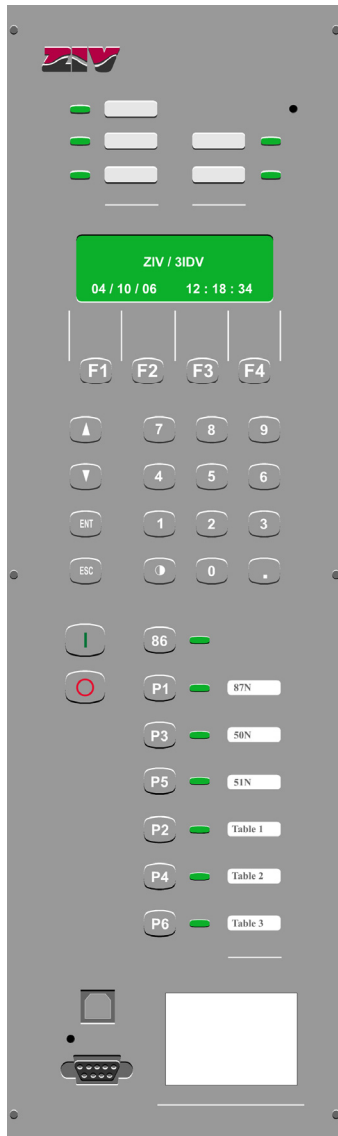 ZIV
ZIV / 3IDV
04 / 10 / 06 12 : 18 : 34
F1 F2 F3 F4
7 8 9
4 5 6
ENT 1 2 3
ESC 0 .
I 86
O P1 87N
P3 50N
P5 51N
P2 Table 1
P4 Table 2
P6 Table 3